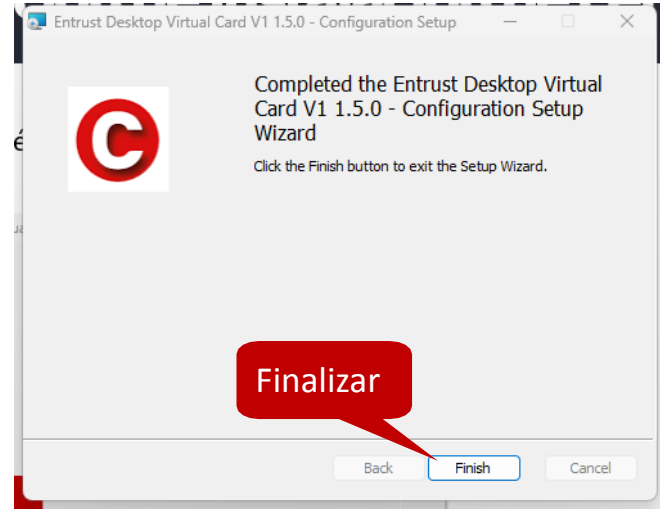 Entrust Desktop Virtual Card V1 1.5.0 - Configuration Setup
Completed the Entrust Desktop Virtual
Card V1 1.5.0 - Configuration Setup
Wizard
C
é
Click the Finish button to exit the Setup Wizard.
Finalizar
Back Finish Cancel